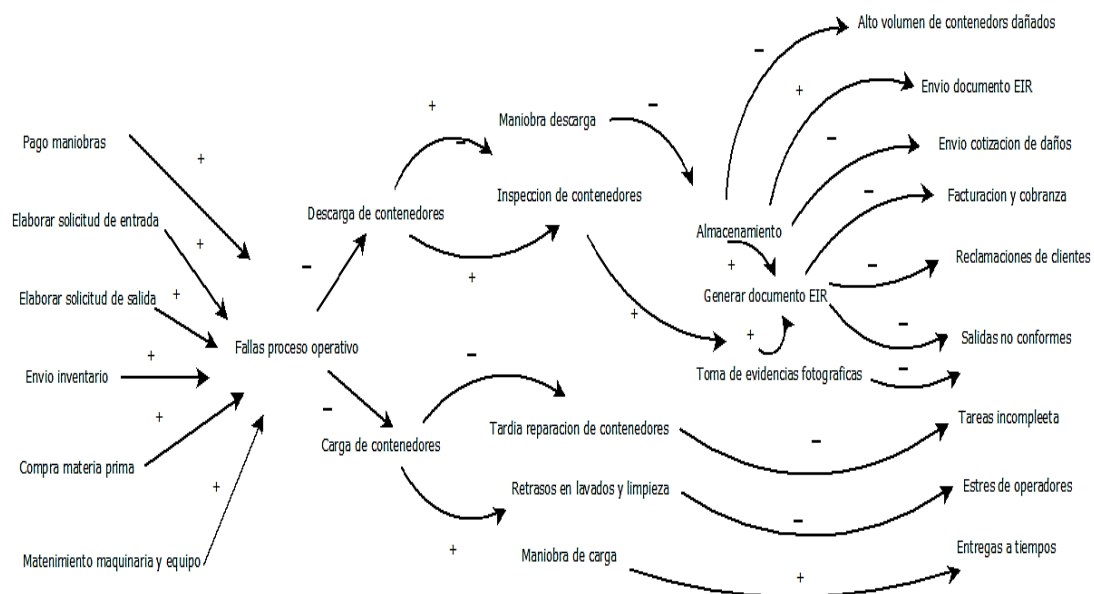 Alto volumen de contenedors dañados
Envio documento EIR
Envio cotizacion de daños
Facturacion y cobranza
Reclamaciones de clientes
Salidas no conformes
Tareas incompleeta
Estres de operadores
Entregas a tiempos
Maniobra descarga
Inspeccion de contenedores
Almacenamiento
Generar documento EIR
Toma de evidencias fotograficas
Tardia reparacion de contenedores
Retrasos en lavados y limpieza
Maniobra de carga
Descarga de contenedores
Carga de contenedores
Fallas proceso operativo
Pago maniobras
Elaborar solicitud de entrada
Elaborar solicitud de salida
Envio inventario
Compra materia prima
Matenimiento maquinaria y equipo